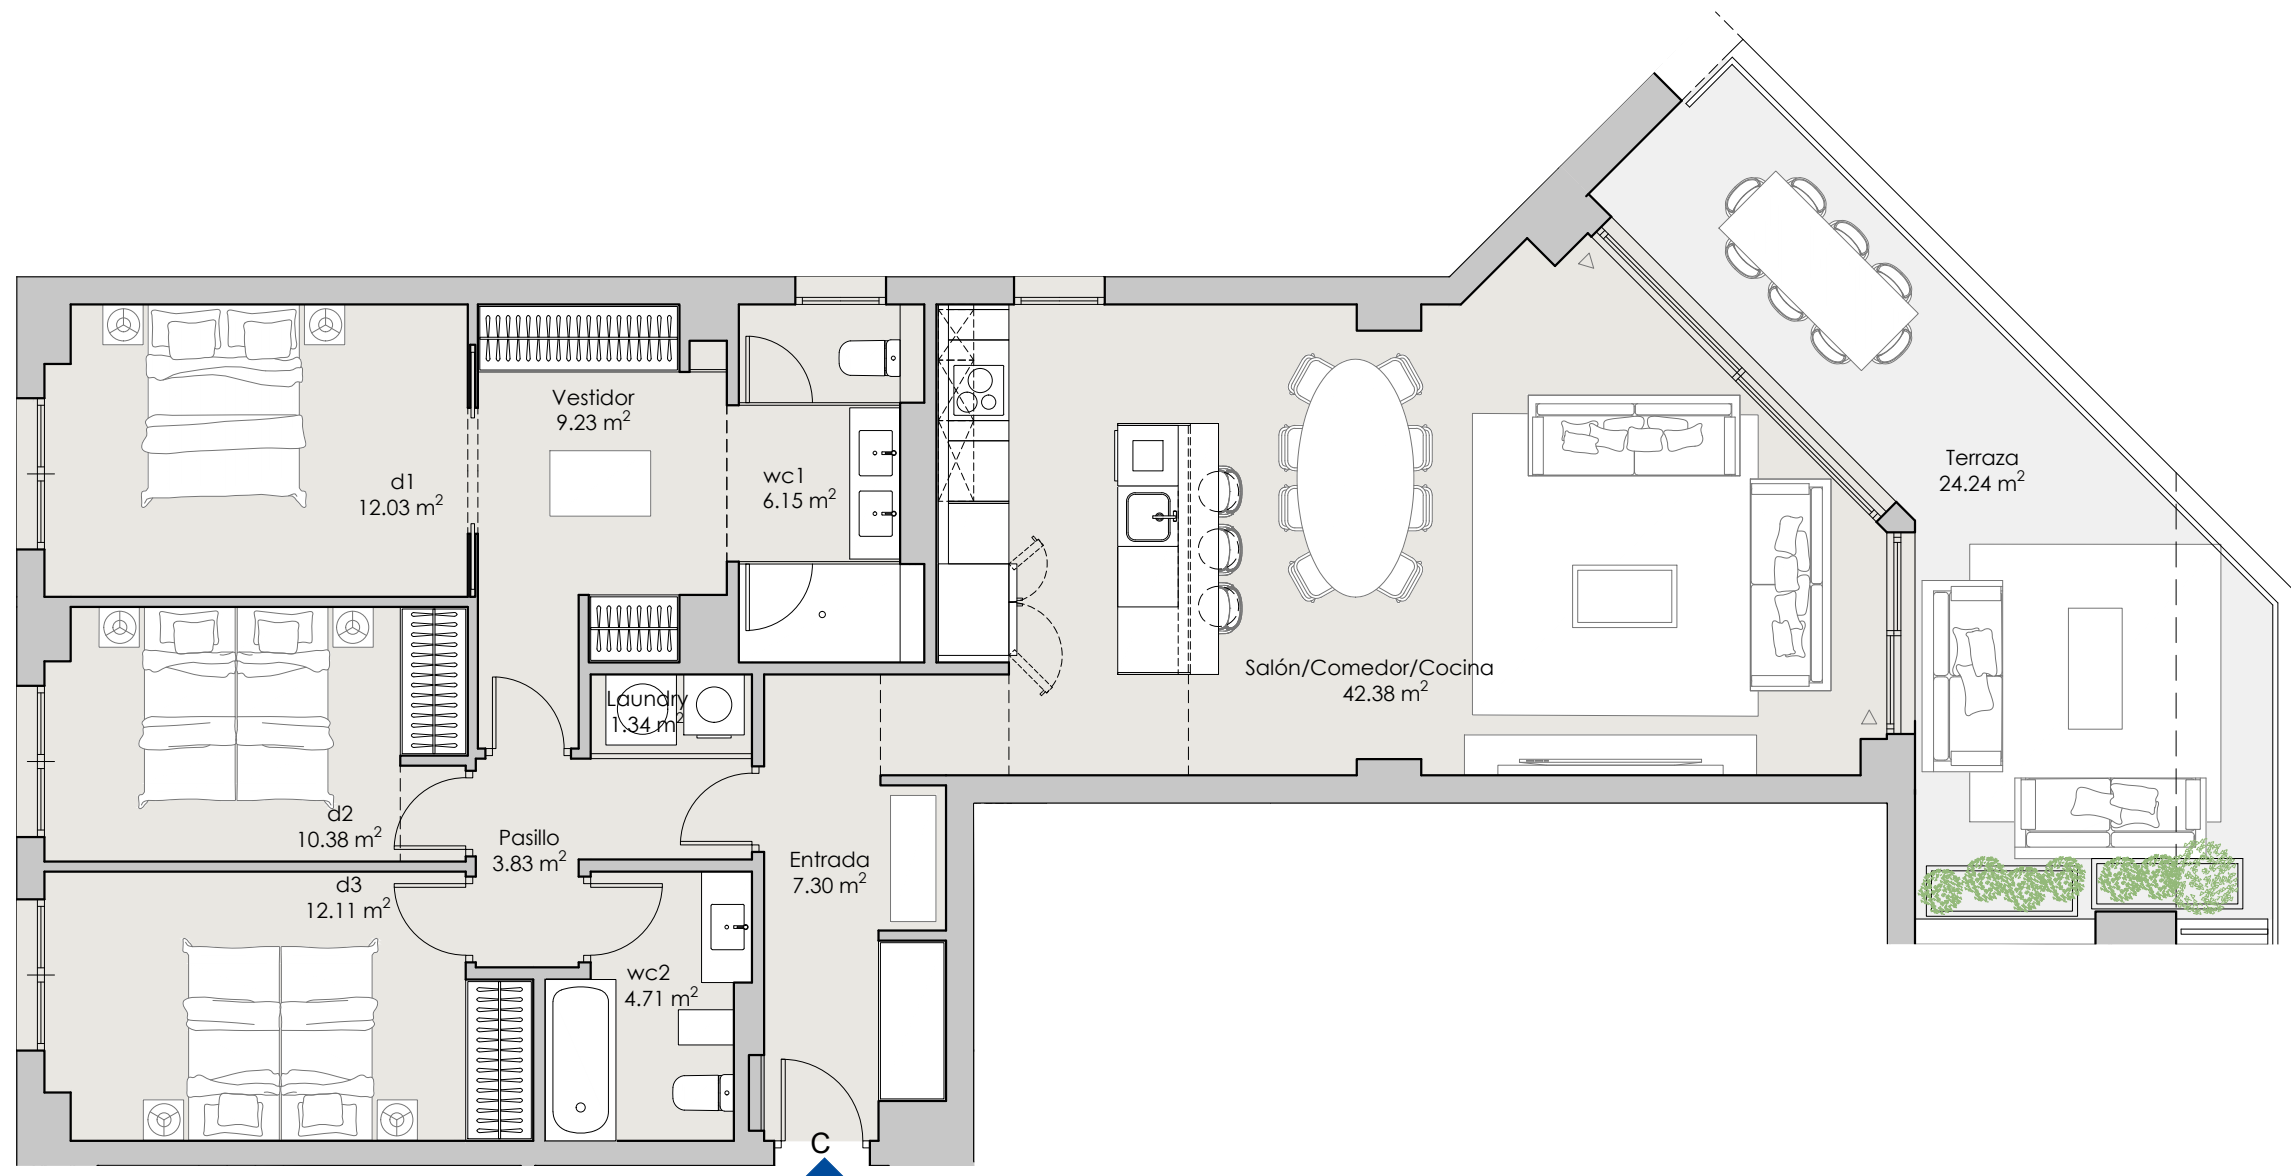 Vestidor
9.23 m²
d1
12.03 m²
wc1
6.15 m²
Terraza
24.24 m²
Salón/Comedor/Cocina
42.38 m²
Laundry
1.34 m²
d2
10.38 m²
Pasillo
3.83 m²
Entrada
7.30 m²
d3
12.11 m²
wc2
4.71 m²
C